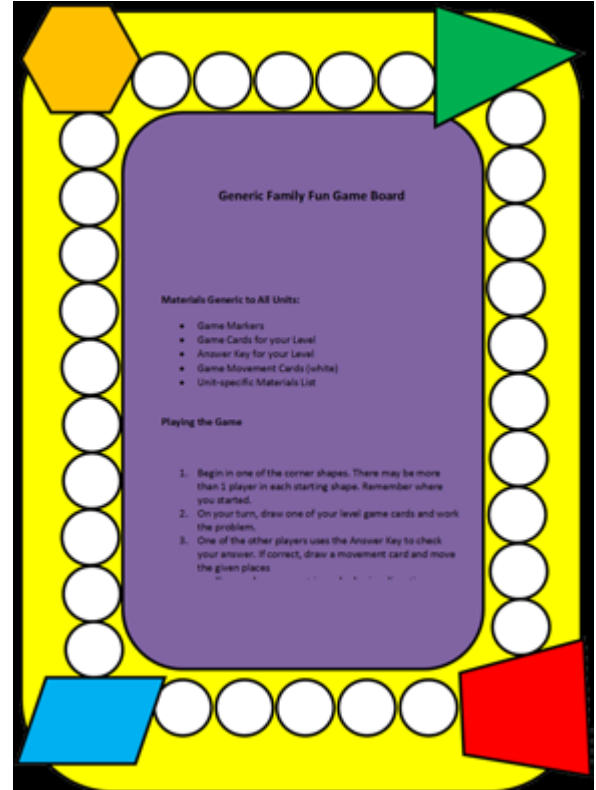 Generic Family Fun Game Board
Materials Generic to All Units:
• Game Markers
• Game Cards for your Level
• Answer Key for your Level
• Game Movement Cards (white)
• Unit-specific Materials List
Playing the Game
1. Begin in one of the corner shapes. There may be more
than 1 player in each starting shape. Remember where
you started.
2. On your turn, draw one of your level game cards and work
the problem.
3. One of the other players uses the Answer Key to check
your answer. If correct, draw a movement card and move
the given places